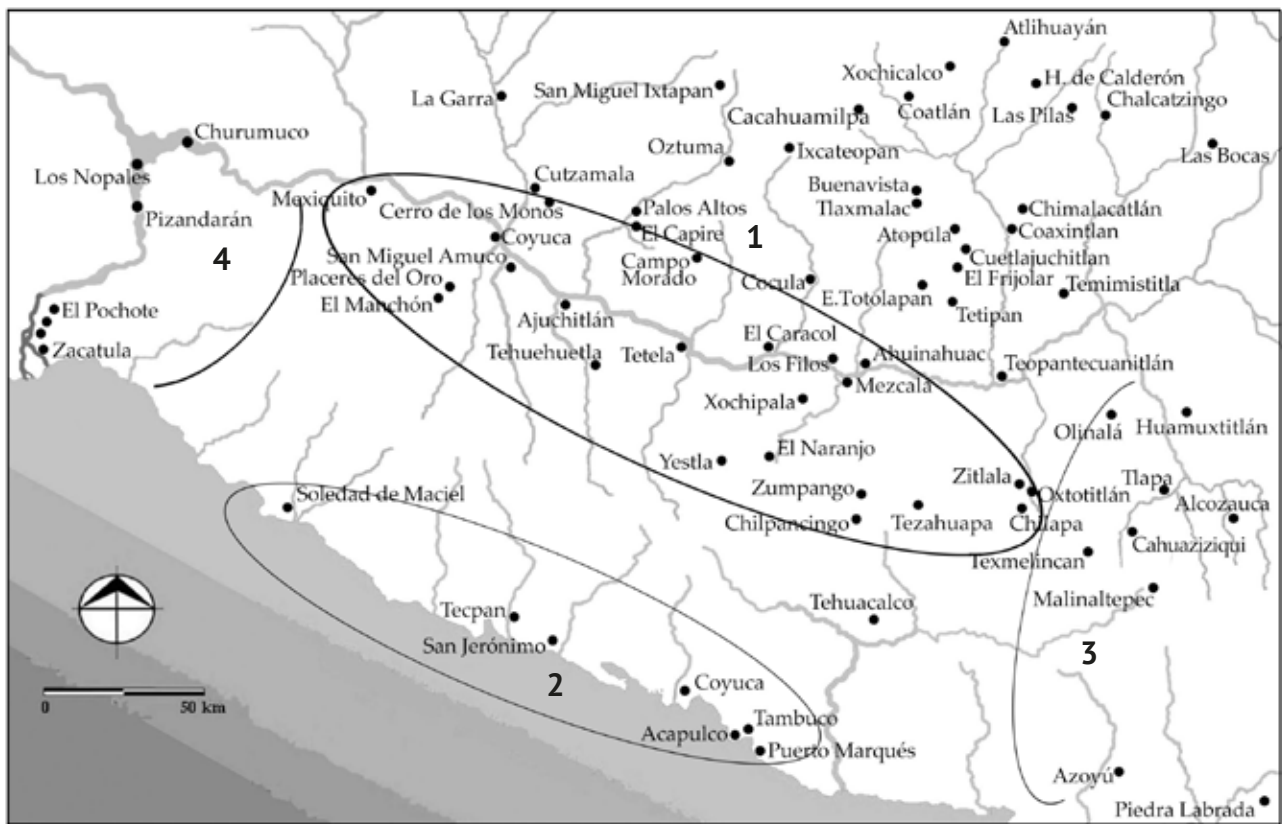 Atlihuayán
Xochicalco
H. de Calderón
La Garra
San Miguel Ixtapan
Coatlán
Las Pilas
Chalcatzingo
Cacahuamilpa
Churumuco
Oztuma
Ixcateopan
Las Bocas
Los Nopales
Cutzamala
Buenavista
Mexiquito
Cerro de los Monos
Palos Altos
Tlaxmalac
Chimalacatlán
Pizandarán
El Capire
1
Atopula
Coaxintlan
Coyuca
4
San Miguel Amuco
Campo
Morado
Cuetlajuchitlan
Placeres del Oro
El Frijolar
Cocula
Temimistitla
El Manchón
E.Totolapan
El Pochote
Ajuchitlán
Tetipan
Zacatula
Tehuehuetla
Tetela
El Caracol
Los Filos
Ahuinahuac
Teopantecuanitlán
Mezcala
Xochipala
Olinalá
Huamuxtitlán
Yestla
El Naranjo
Zitlala
Tlapa
Soledad de Maciel
Zumpango
Oxtotitlán
Alcozauca
Chilpancingo
Tezahuapa
Chilapa
Cahuaziziqui
Texmelincan
Tecpan
Tehuacalco
Malinaltepec
San Jerónimo
3
2
Coyuca
0 50 km
Tambuco
Acapulco
Puerto Marqués
Azoyú
Piedra Labrada